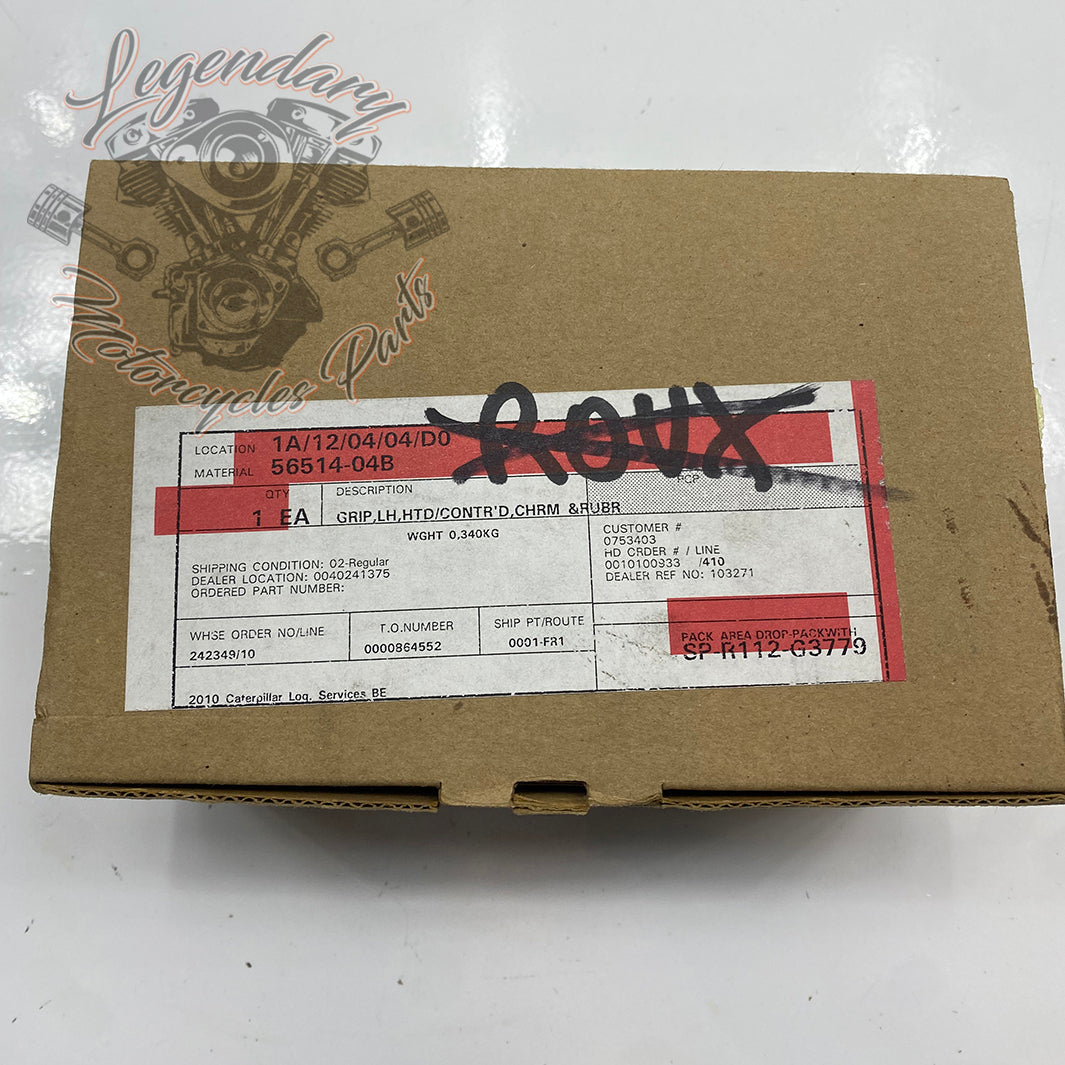 Legendary
Motorcycles Parts
ROUX
LOCATION 1A/12/04/04/D0
MATERIAL 56514-04B
PCP
QTY DESCRIPTION
1 EA GRIP,LH,HTD/CONTR'D,CHRM &RUBR
WGHT 0,340KG
SHIPPING CONDITION: 02-Regular
DEALER LOCATION: 0040241375
ORDERED PART NUMBER:
CUSTOMER #
0753403
HD ORDER # / LINE
0010100933 /410
DEALER REF NO: 103271
WHSE ORDER NO/LINE
242349/10
T.O.NUMBER
0000864552
SHIP PT/ROUTE
0001-FR1
PACK AREA DROP-PACKWITH
SP-R112-G3779
2010 Caterpillar Log. Services BE